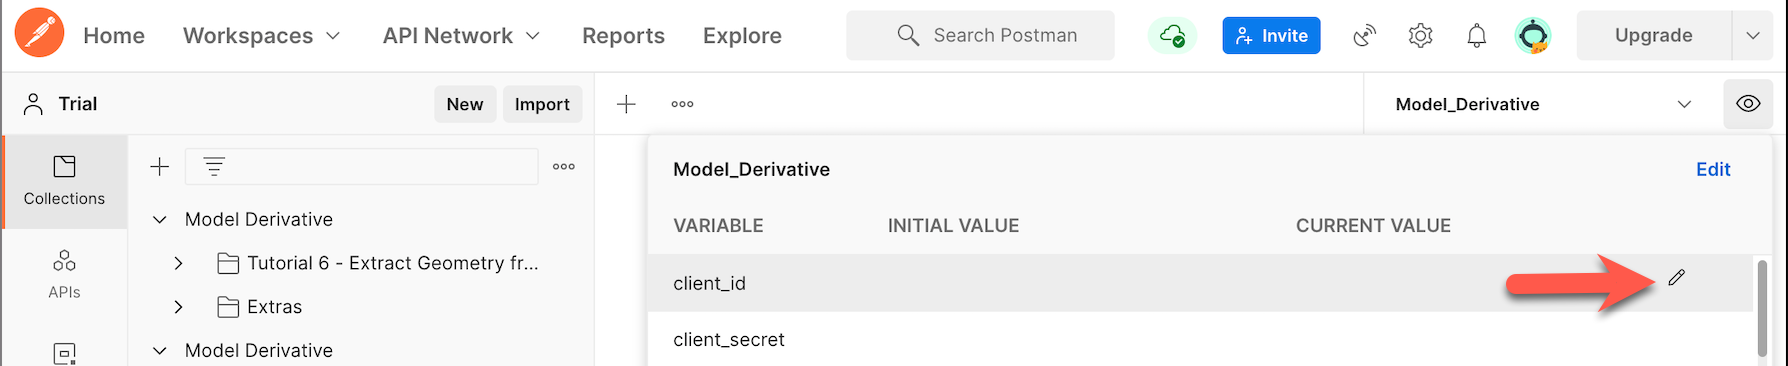 Home Workspaces API Network Reports Explore Search Postman Invite Upgrade
Trial New Import Model_Derivative
Collections
Model Derivative
Tutorial 6 - Extract Geometry fr...
Extras
APIs
Model Derivative
Model_Derivative Edit
VARIABLE INITIAL VALUE CURRENT VALUE
client_id
client_secret